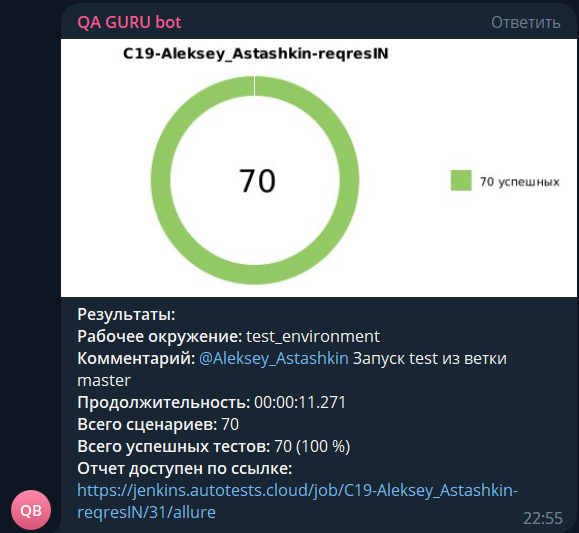 QA GURU bot
Ответить
C19-Aleksey_Astashkin-reqresIN
70
70 успешных
Результаты:
Рабочее окружение: test_environment
Комментарий: @Aleksey_Astashkin Запуск test из ветки
master
Продолжительность: 00:00:11.271
Всего сценариев: 70
Всего успешных тестов: 70 (100 %)
Отчет доступен по ссылке:
https://jenkins.autotests.cloud/job/C19-Aleksey_Astashkin-
reqresIN/31/allure
QB
22:55